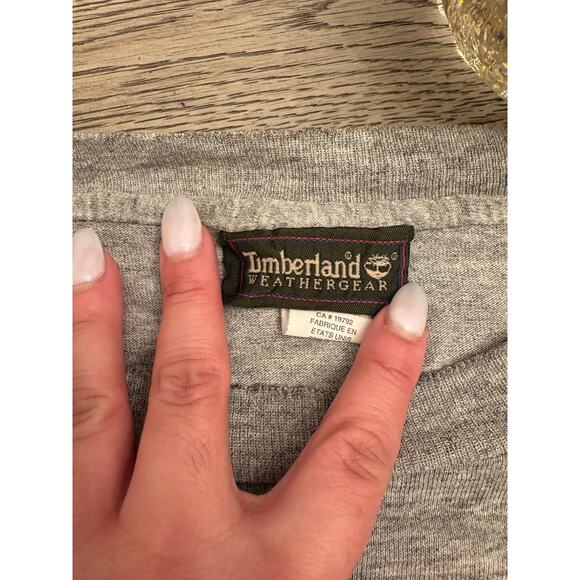 Timberland®
WEATHERGEAR
CA # 19792
FABRIQUE EN
ETATS UNIS